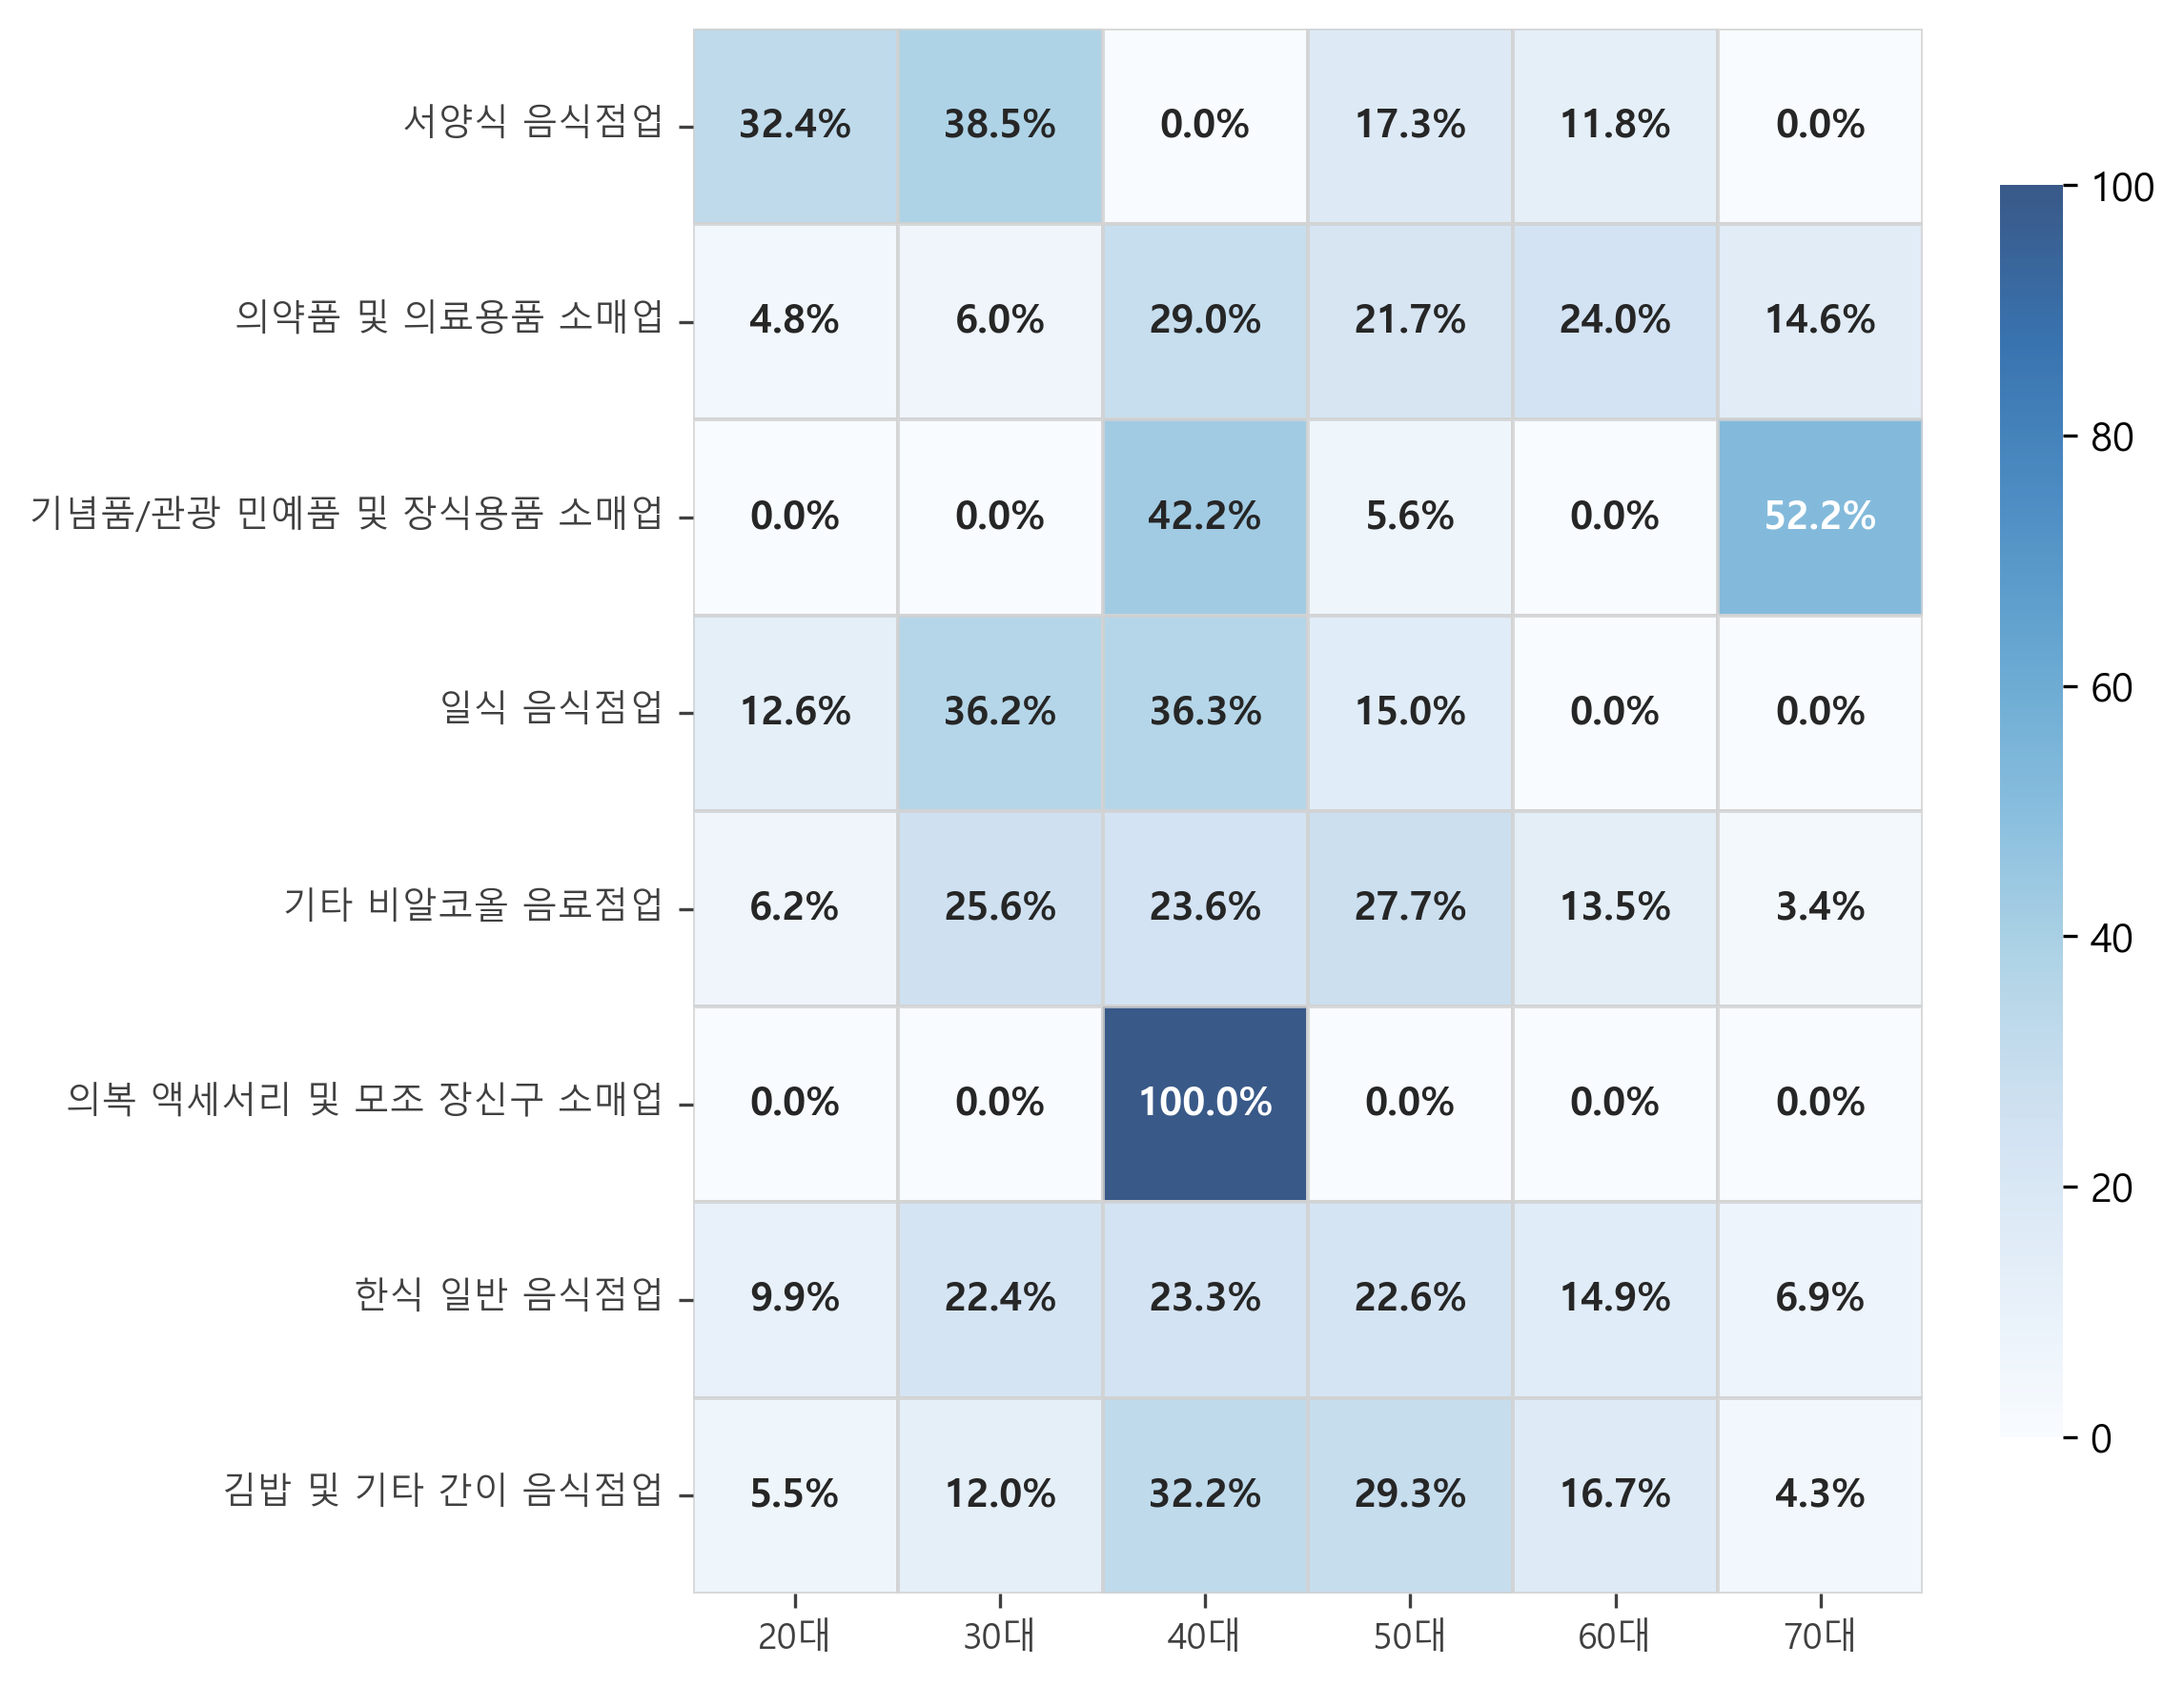 서양식 음식점업 32.4% 38.5% 0.0% 17.3% 11.8% 0.0%
의약품 및 의료용품 소매업 4.8% 6.0% 29.0% 21.7% 24.0% 14.6%
기념품/관광 민예품 및 장식용품 소매업 0.0% 0.0% 42.2% 5.6% 0.0% 52.2%
일식 음식점업 12.6% 36.2% 36.3% 15.0% 0.0% 0.0%
기타 비알코올 음료점업 6.2% 25.6% 23.6% 27.7% 13.5% 3.4%
의복 액세서리 및 모조 장신구 소매업 0.0% 0.0% 100.0% 0.0% 0.0% 0.0%
한식 일반 음식점업 9.9% 22.4% 23.3% 22.6% 14.9% 6.9%
김밥 및 기타 간이 음식점업 5.5% 12.0% 32.2% 29.3% 16.7% 4.3%
20대 30대 40대 50대 60대 70대
100
80
60
40
20
0